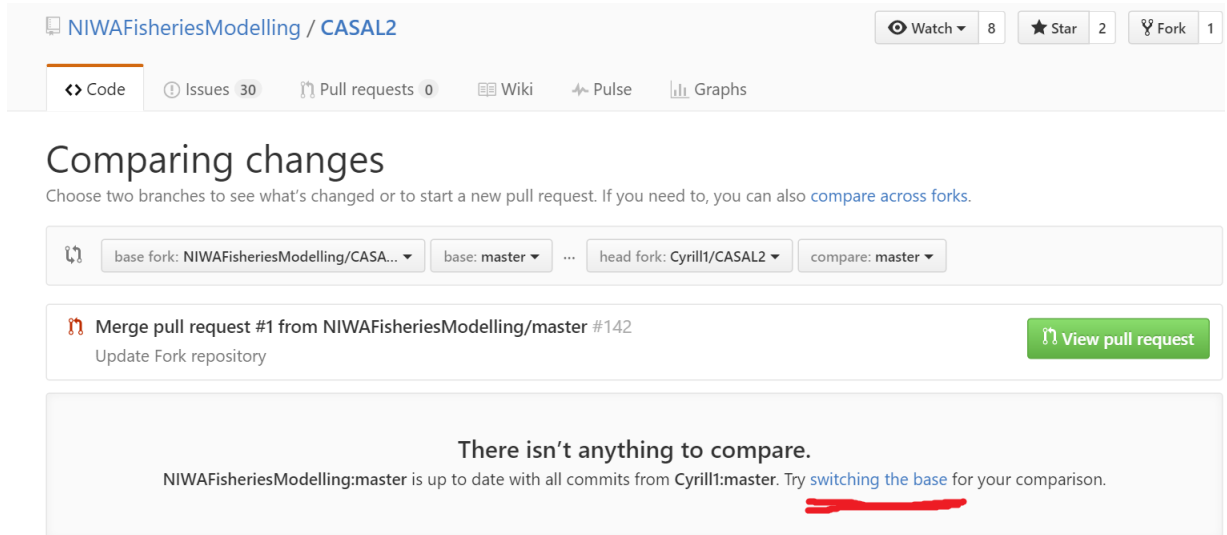 NIWAFisheriesModelling / CASAL2
Watch 8 Star 2 Fork 1
Code Issues 30 Pull requests 0 Wiki Pulse Graphs
Comparing changes
Choose two branches to see what's changed or to start a new pull request. If you need to, you can also compare across forks.
base fork: NIWAFisheriesModelling/CASA... base: master ... head fork: Cyrill1/CASAL2 compare: master
Merge pull request #1 from NIWAFisheriesModelling/master #142
View pull request
Update Fork repository
There isn't anything to compare.
NIWAFisheriesModelling:master is up to date with all commits from Cyrill1:master. Try switching the base for your comparison.